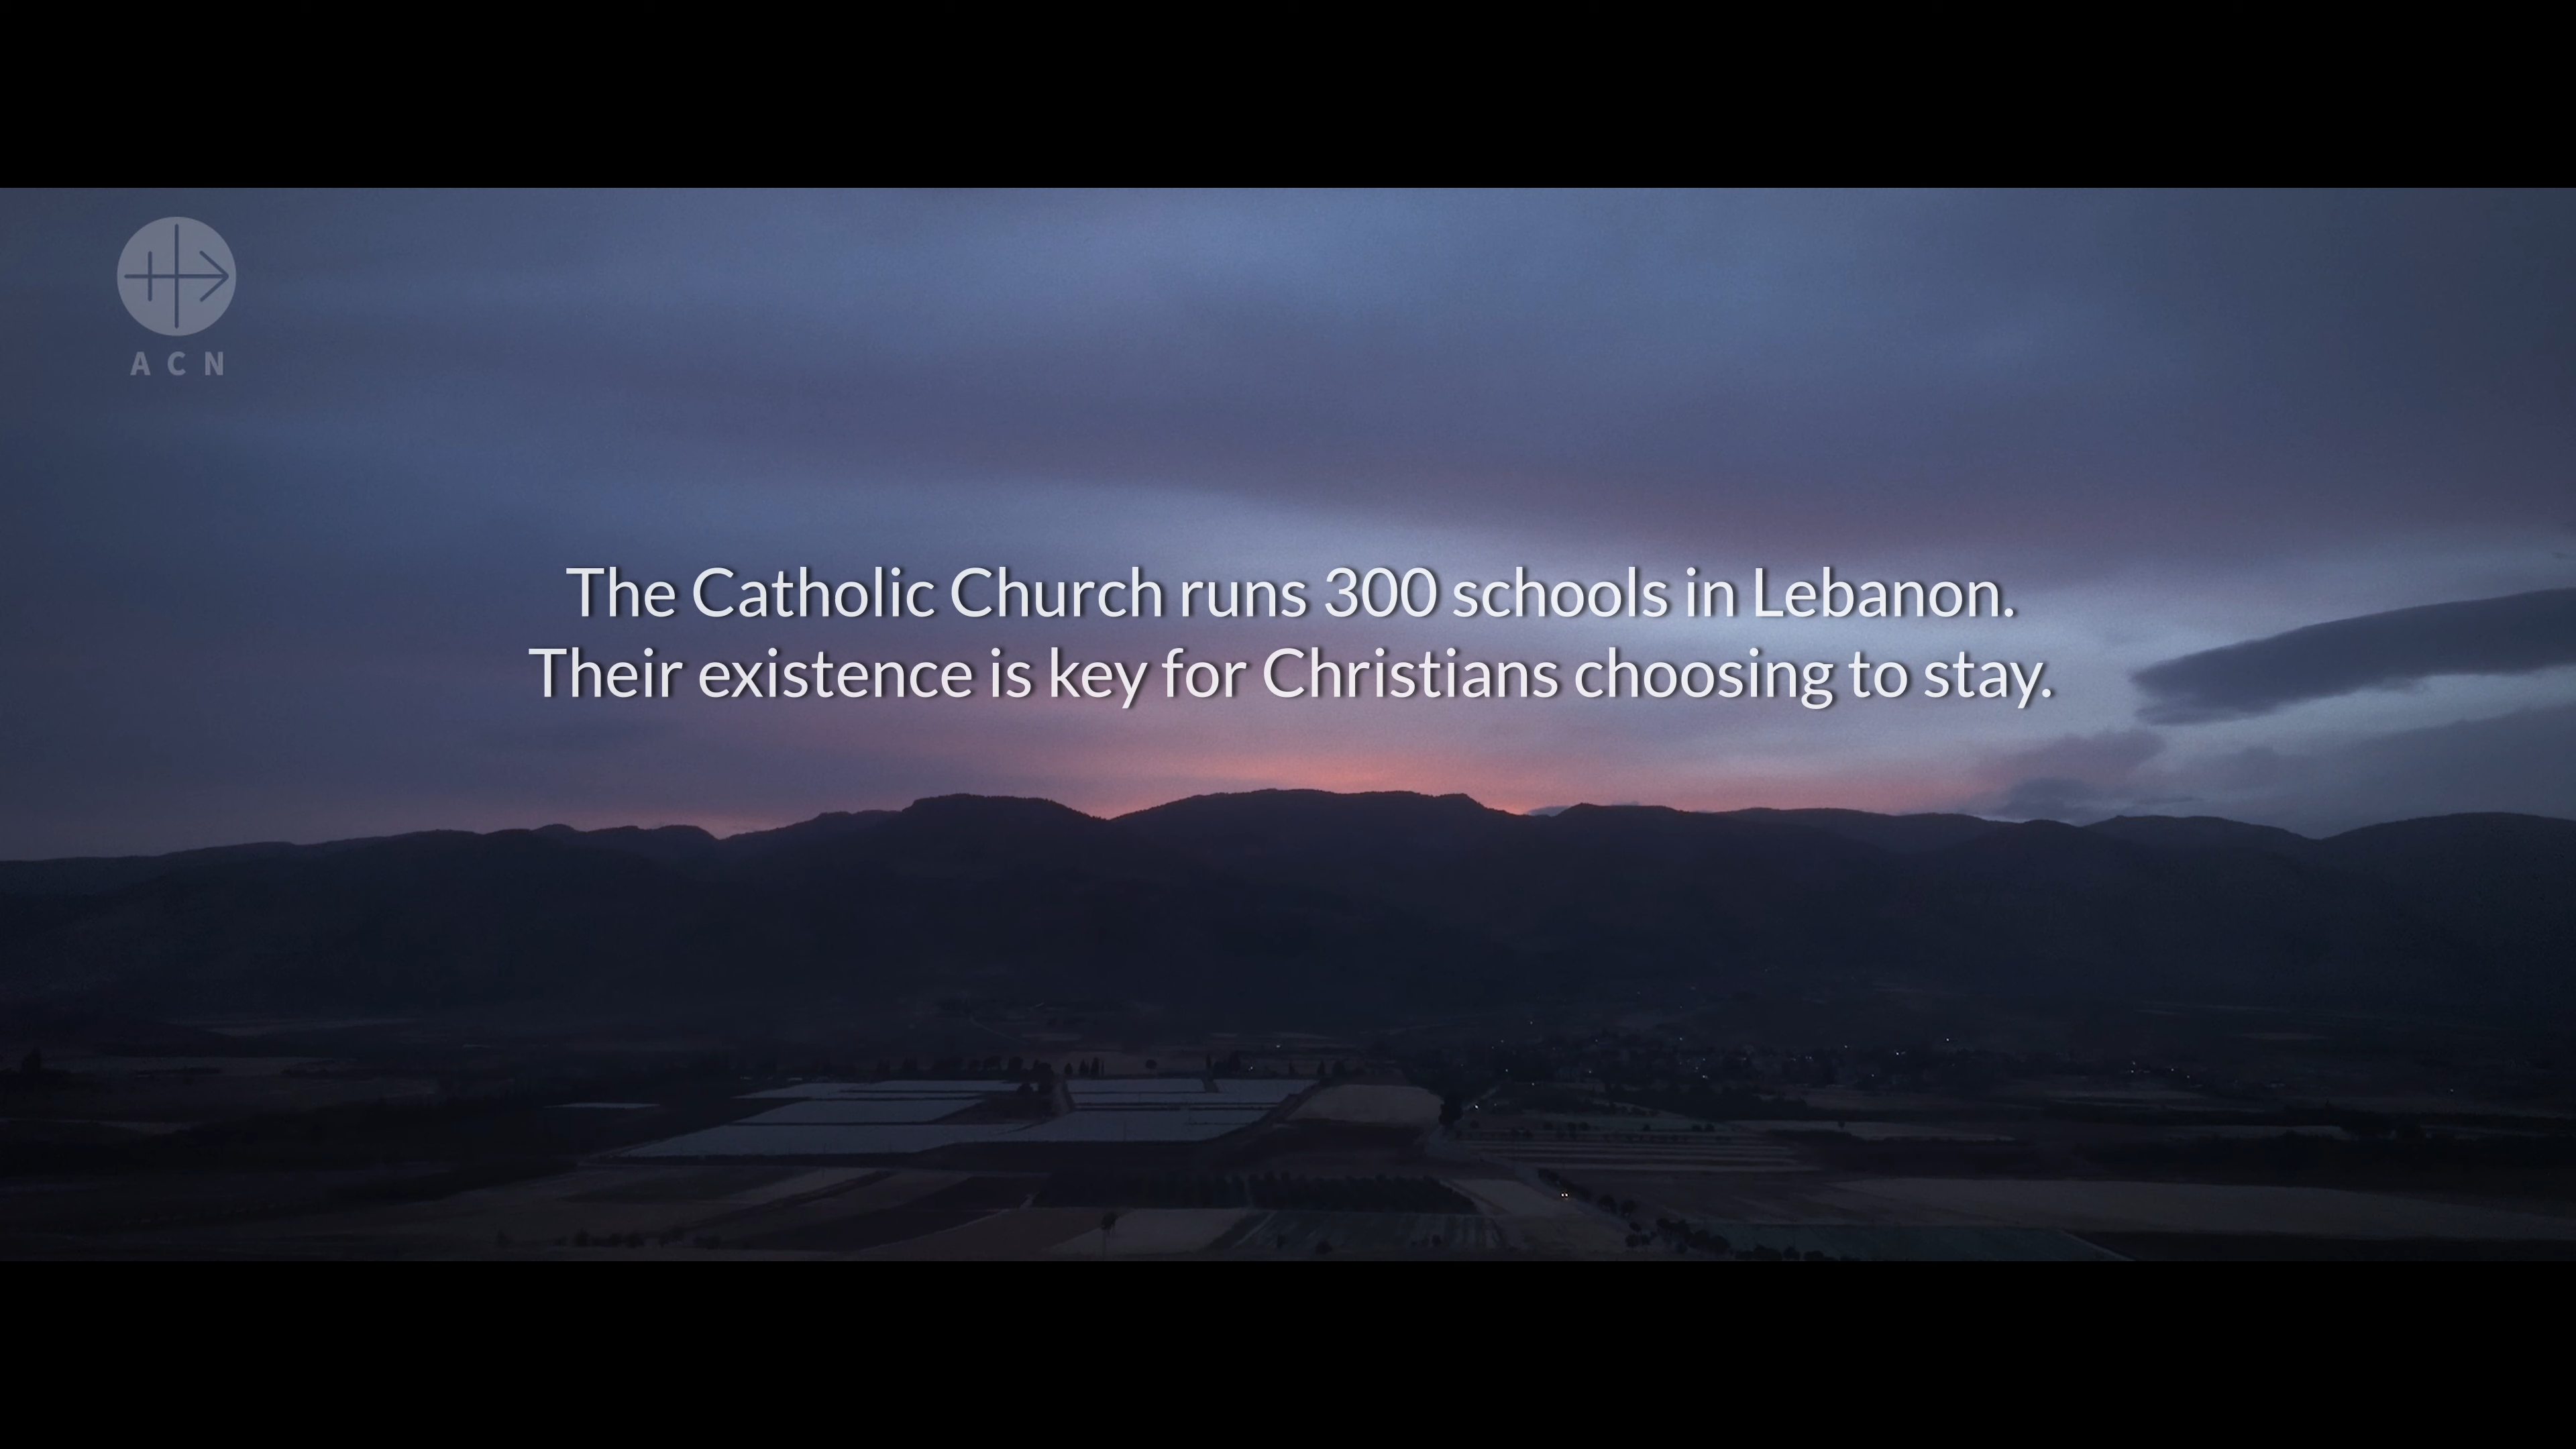 ACN
The Catholic Church runs 300 schools in Lebanon.
Their existence is key for Christians choosing to stay.